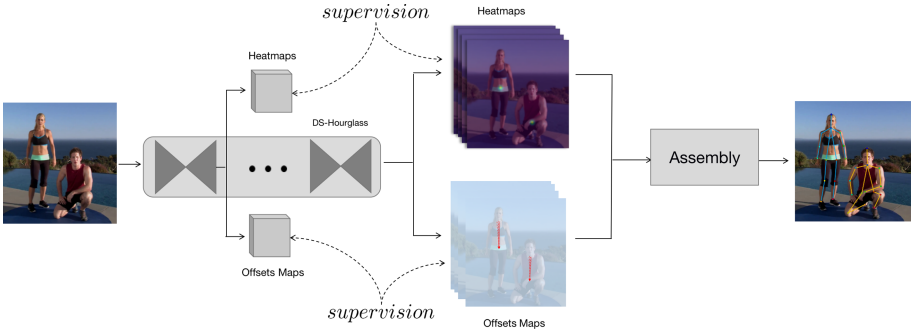 supervision
Heatmaps
Heatmaps
DS-Hourglass
Assembly
Offsets Maps
supervision
Offsets Maps